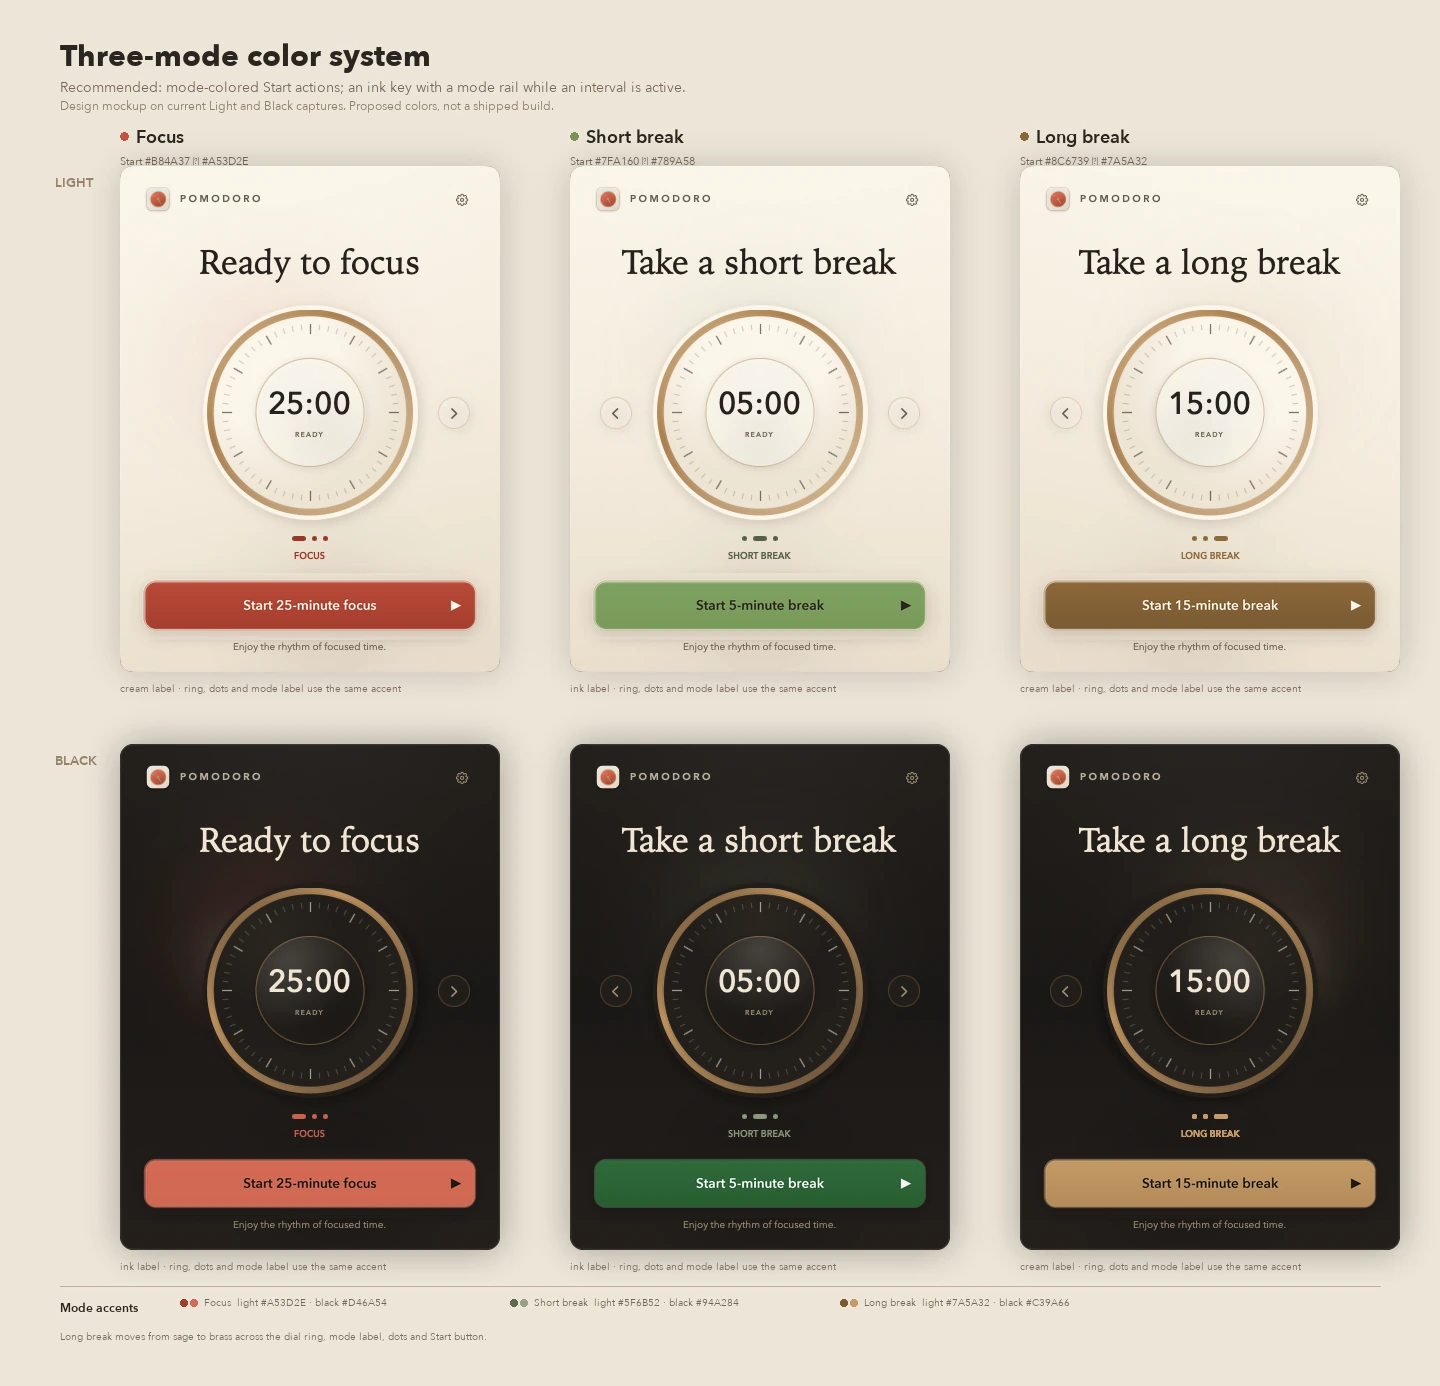 Three-mode color system
Recommended: mode-colored Start actions; an ink key with a mode rail while an interval is active.
Design mockup on current Light and Black captures. Proposed colors, not a shipped build.
Focus
Start #B84A37 [?] #A53D2E
Short break
Start #7FA160 [?] #789A58
Long break
Start #8C6739 [?] #7A5A32
LIGHT
POMODORO
Ready to focus
25:00
READY
FOCUS
Start 25-minute focus
Enjoy the rhythm of focused time.
cream label · ring, dots and mode label use the same accent
POMODORO
Take a short break
05:00
READY
SHORT BREAK
Start 5-minute break
Enjoy the rhythm of focused time.
ink label · ring, dots and mode label use the same accent
POMODORO
Take a long break
15:00
READY
LONG BREAK
Start 15-minute break
Enjoy the rhythm of focused time.
cream label · ring, dots and mode label use the same accent
BLACK
POMODORO
Ready to focus
25:00
READY
FOCUS
Start 25-minute focus
Enjoy the rhythm of focused time.
ink label · ring, dots and mode label use the same accent
POMODORO
Take a short break
05:00
READY
SHORT BREAK
Start 5-minute break
Enjoy the rhythm of focused time.
ink label · ring, dots and mode label use the same accent
POMODORO
Take a long break
15:00
READY
LONG BREAK
Start 15-minute break
Enjoy the rhythm of focused time.
cream label · ring, dots and mode label use the same accent
Mode accents
Focus light #A53D2E · black #D46A54
Short break light #5F6B52 · black #94A284
Long break light #7A5A32 · black #C39A66
Long break moves from sage to brass across the dial ring, mode label, dots and Start button.